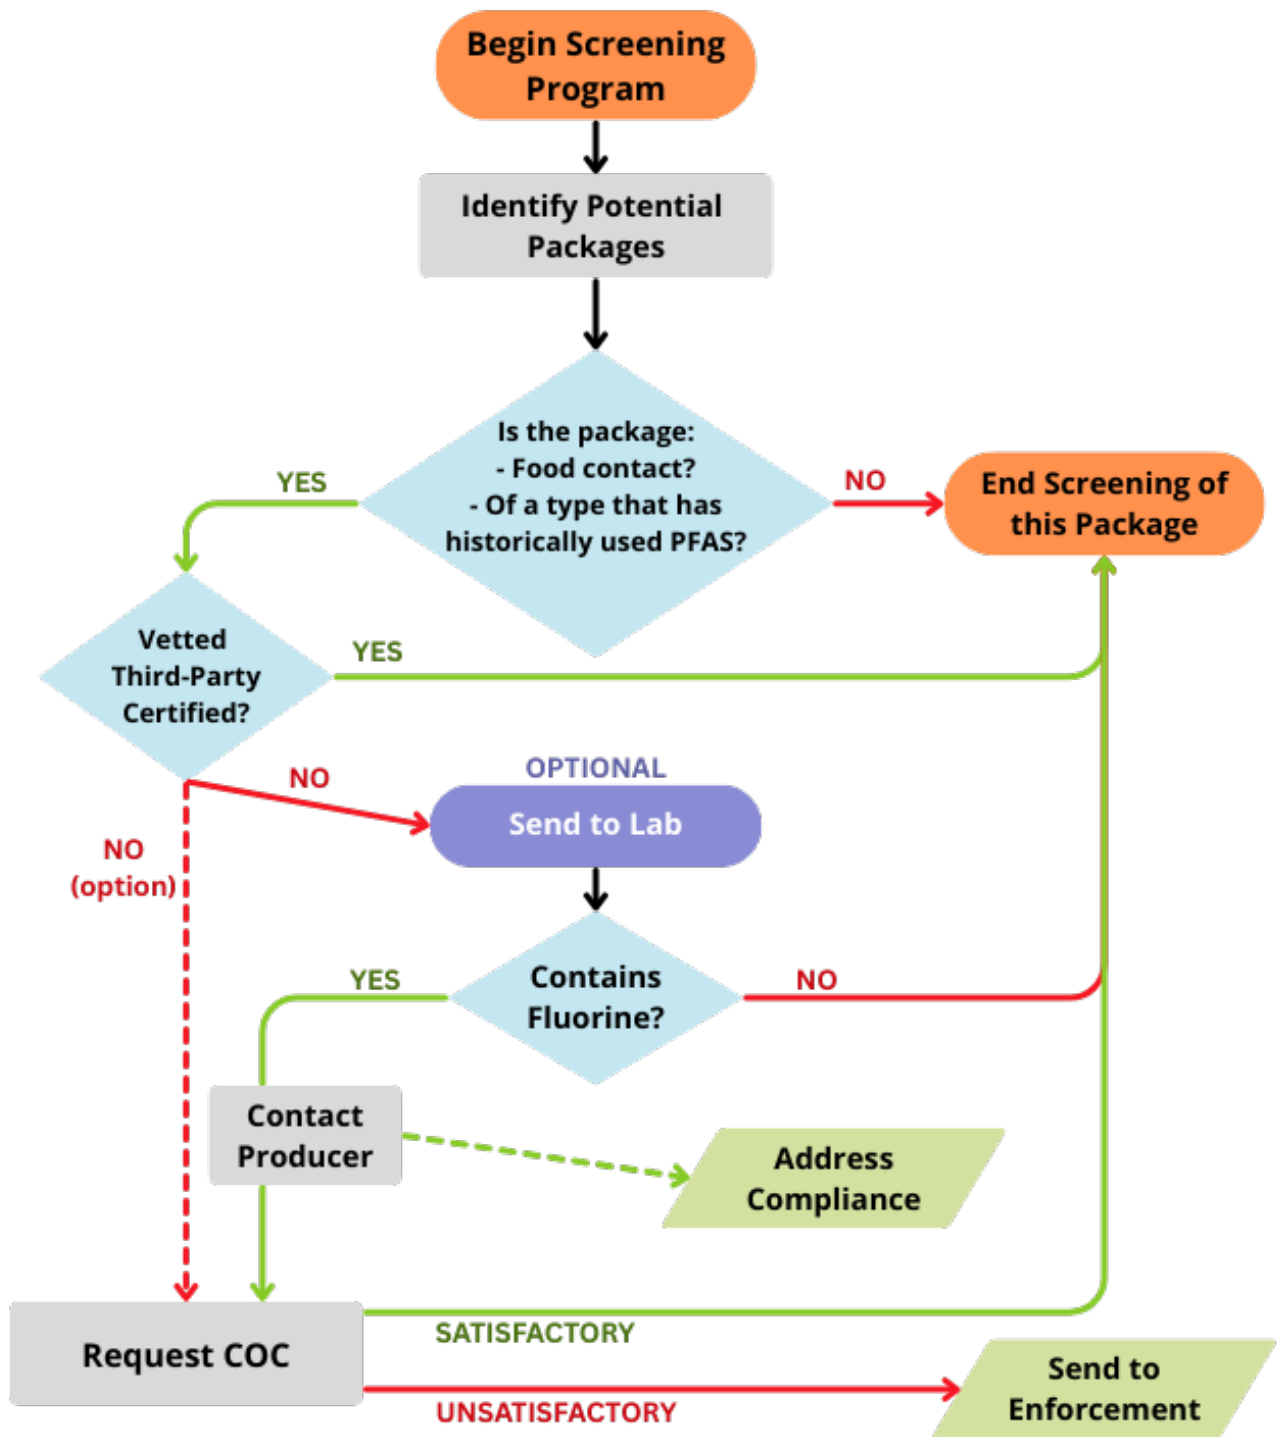 Begin Screening
Program
Identify Potential
Packages
Is the package:
- Food contact?
- Of a type that has
historically used PFAS?
YES
NO
End Screening of
this Package
Vetted
Third-Party
Certified?
YES
NO
OPTIONAL
Send to Lab
NO
(option)
Contains
Fluorine?
YES
NO
Contact
Producer
Address
Compliance
Request COC
SATISFACTORY
UNSATISFACTORY
Send to
Enforcement